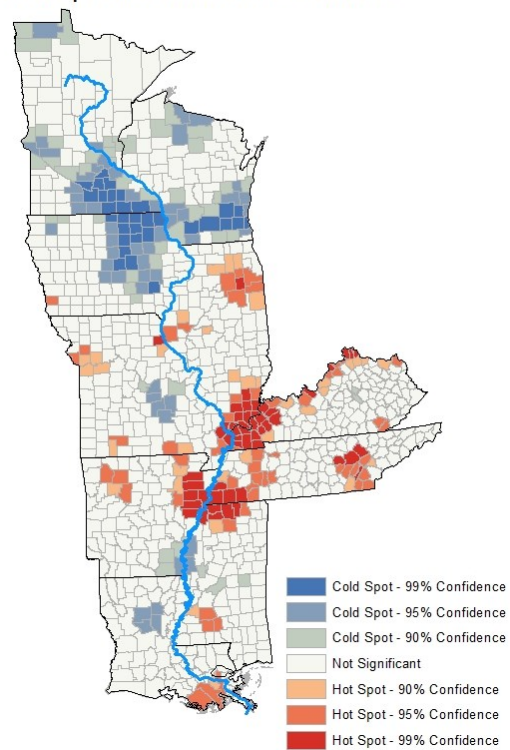 Cold Spot - 99% Confidence
Cold Spot - 95% Confidence
Cold Spot - 90% Confidence
Not Significant
Hot Spot - 90% Confidence
Hot Spot - 95% Confidence
Hot Spot - 99% Confidence